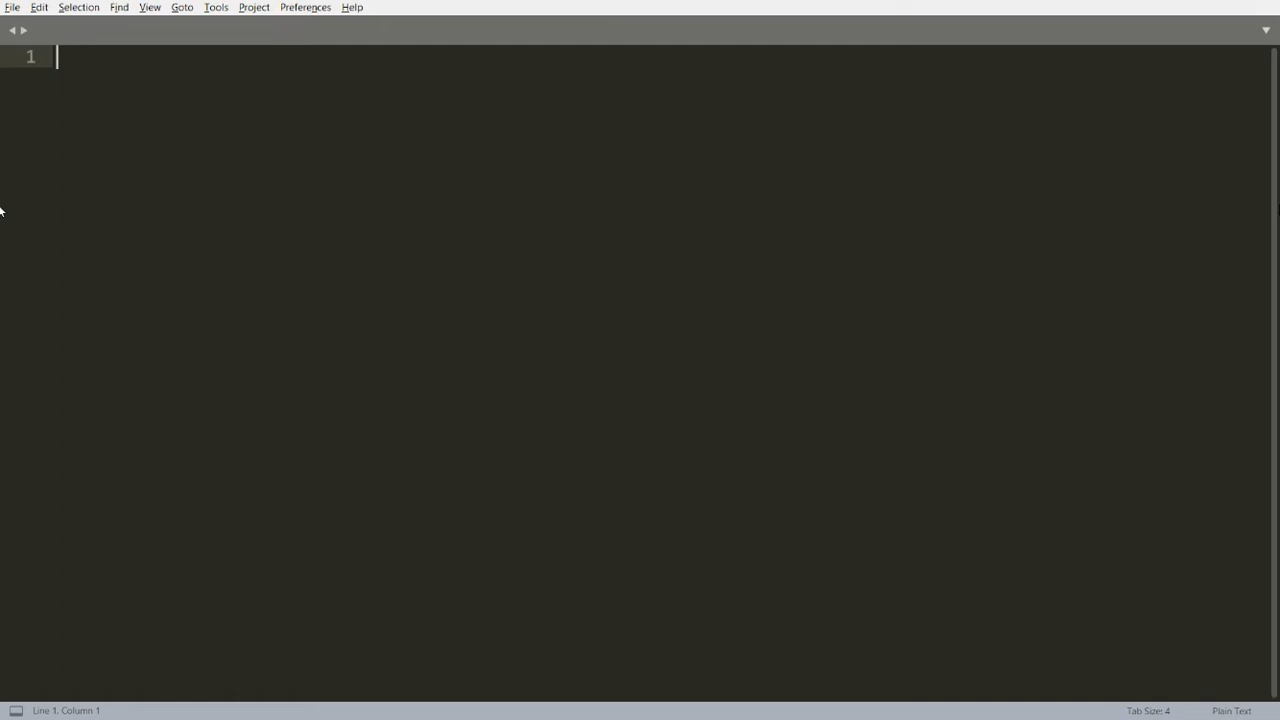 File Edit Selection Find View Goto Tools Project Preferences Help
1
Line 1, Column 1 Tab Size: 4 Plain Text